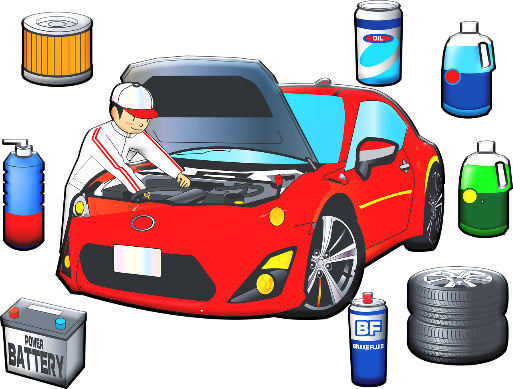 OIL
POWER
BATTERY
BF
BRAKE FLUID